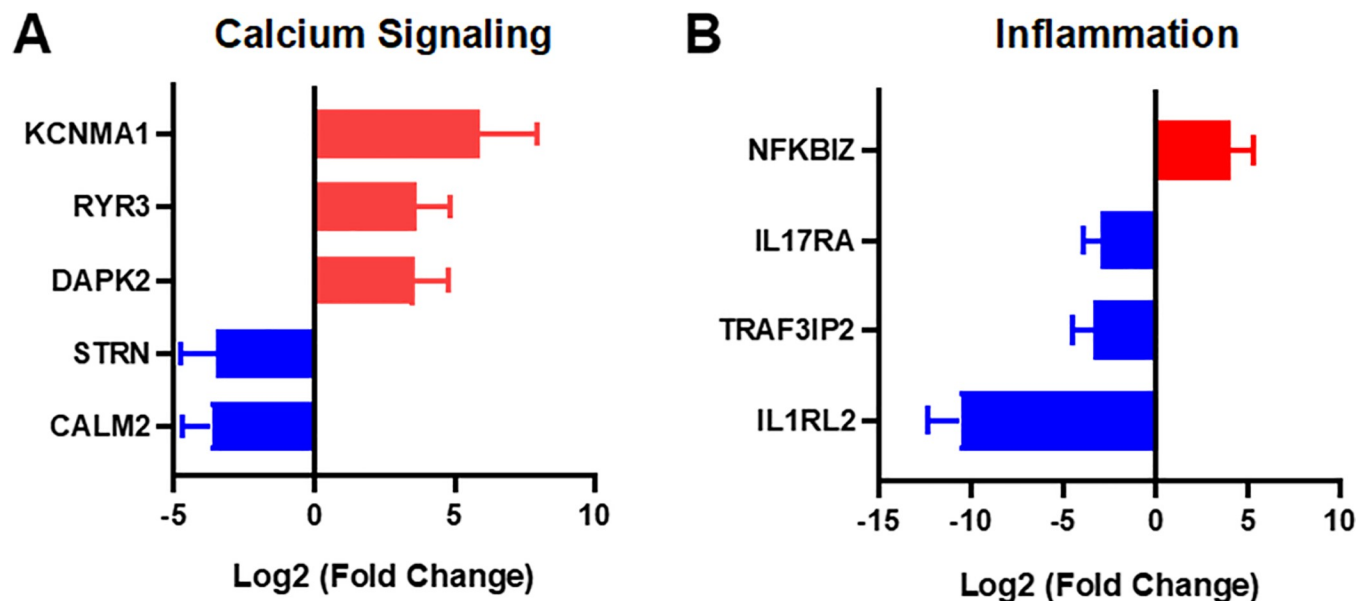 A
Calcium Signaling
KCNMA1
RYR3
DAPK2
STRN
CALM2
-5 0 5 10
Log2 (Fold Change)
B
Inflammation
NFKBIZ
IL17RA
TRAF3IP2
IL1RL2
-15 -10 -5 0 5 10
Log2 (Fold Change)